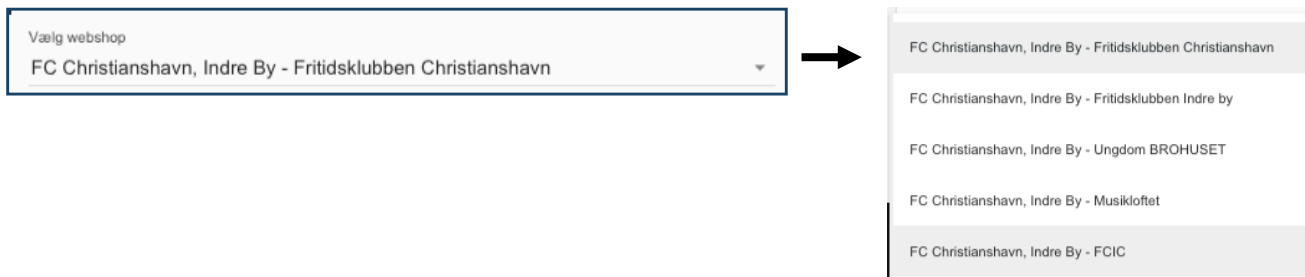 Vælg webshop
FC Christianshavn, Indre By - Fritidsklubben Christianshavn
FC Christianshavn, Indre By - Fritidsklubben Christianshavn
FC Christianshavn, Indre By - Fritidsklubben Indre by
FC Christianshavn, Indre By - Ungdom BROHUSET
FC Christianshavn, Indre By - Musikloftet
FC Christianshavn, Indre By - FCIC